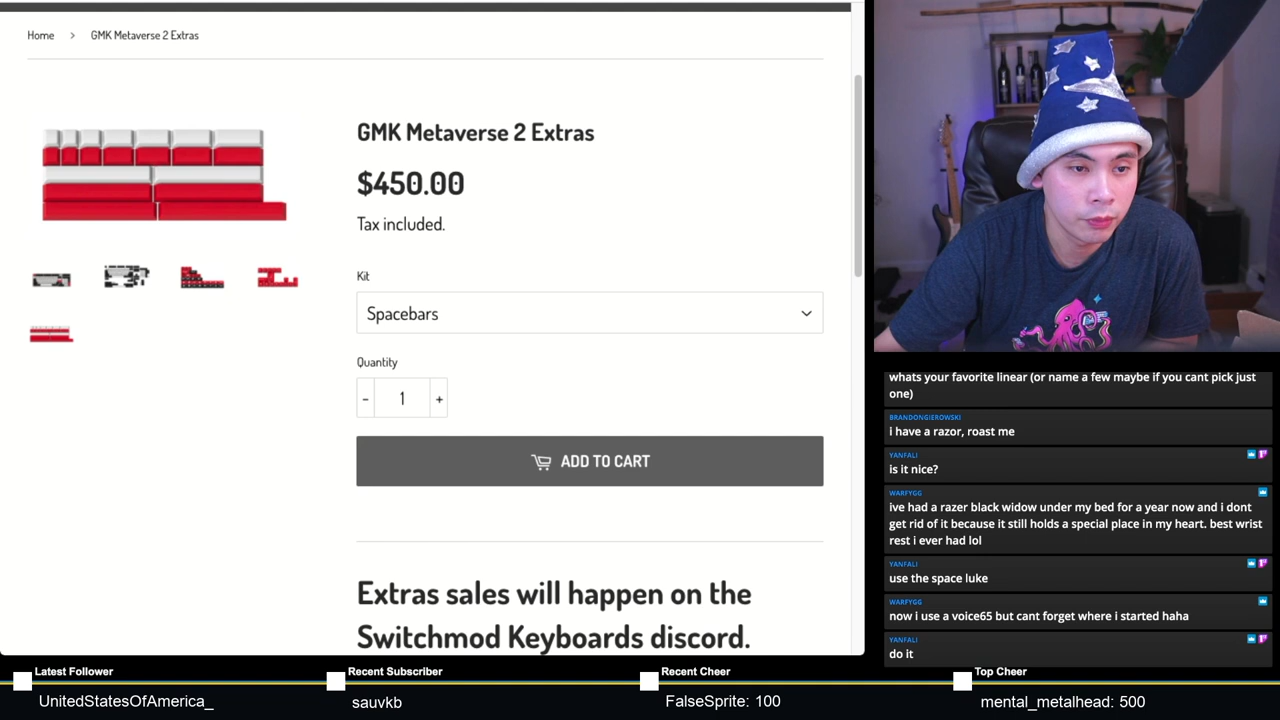 Home > GMK Metaverse 2 Extras
GMK Metaverse 2 Extras
$450.00
Tax included.
Kit
Spacebars
Quantity
- 1 +
ADD TO CART
Extras sales will happen on the
Switchmod Keyboards discord.
whats your favorite linear (or name a few maybe if you cant pick just
one)
BRANDONGIEROWSKI
i have a razor, roast me
YANFALI
is it nice?
WARFYGG
ive had a razer black widow under my bed for a year now and i dont
get rid of it because it still holds a special place in my heart. best wrist
rest i ever had lol
YANFALI
use the space luke
WARFYGG
now i use a voice65 but cant forget where i started haha
YANFALI
do it
Latest Follower
UnitedStatesOfAmerica_
Recent Subscriber
sauvkb
Recent Cheer
FalseSprite: 100
Top Cheer
mental_metalhead: 500